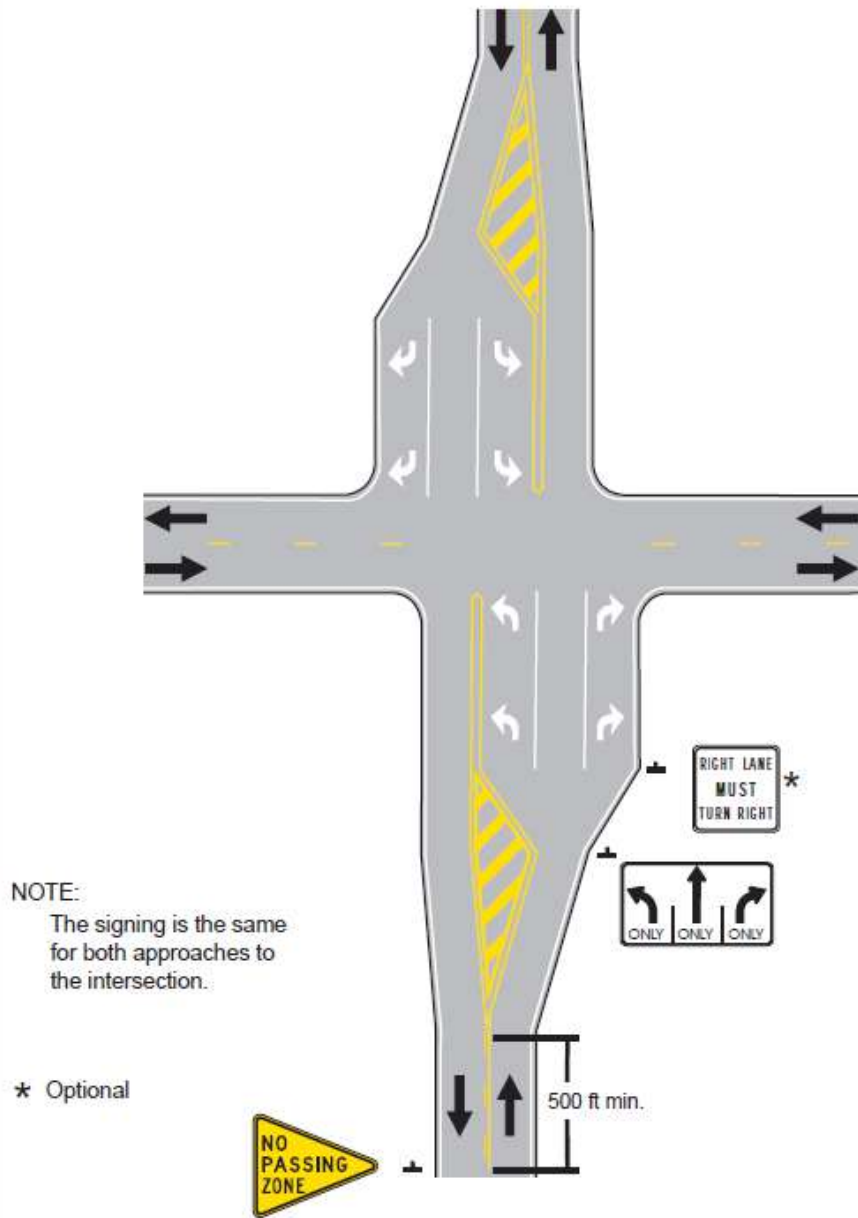 RIGHT LANE
MUST
TURN RIGHT
*
ONLY ONLY ONLY
NOTE:
The signing is the same
for both approaches to
the intersection.
* Optional
500 ft min.
NO
PASSING
ZONE